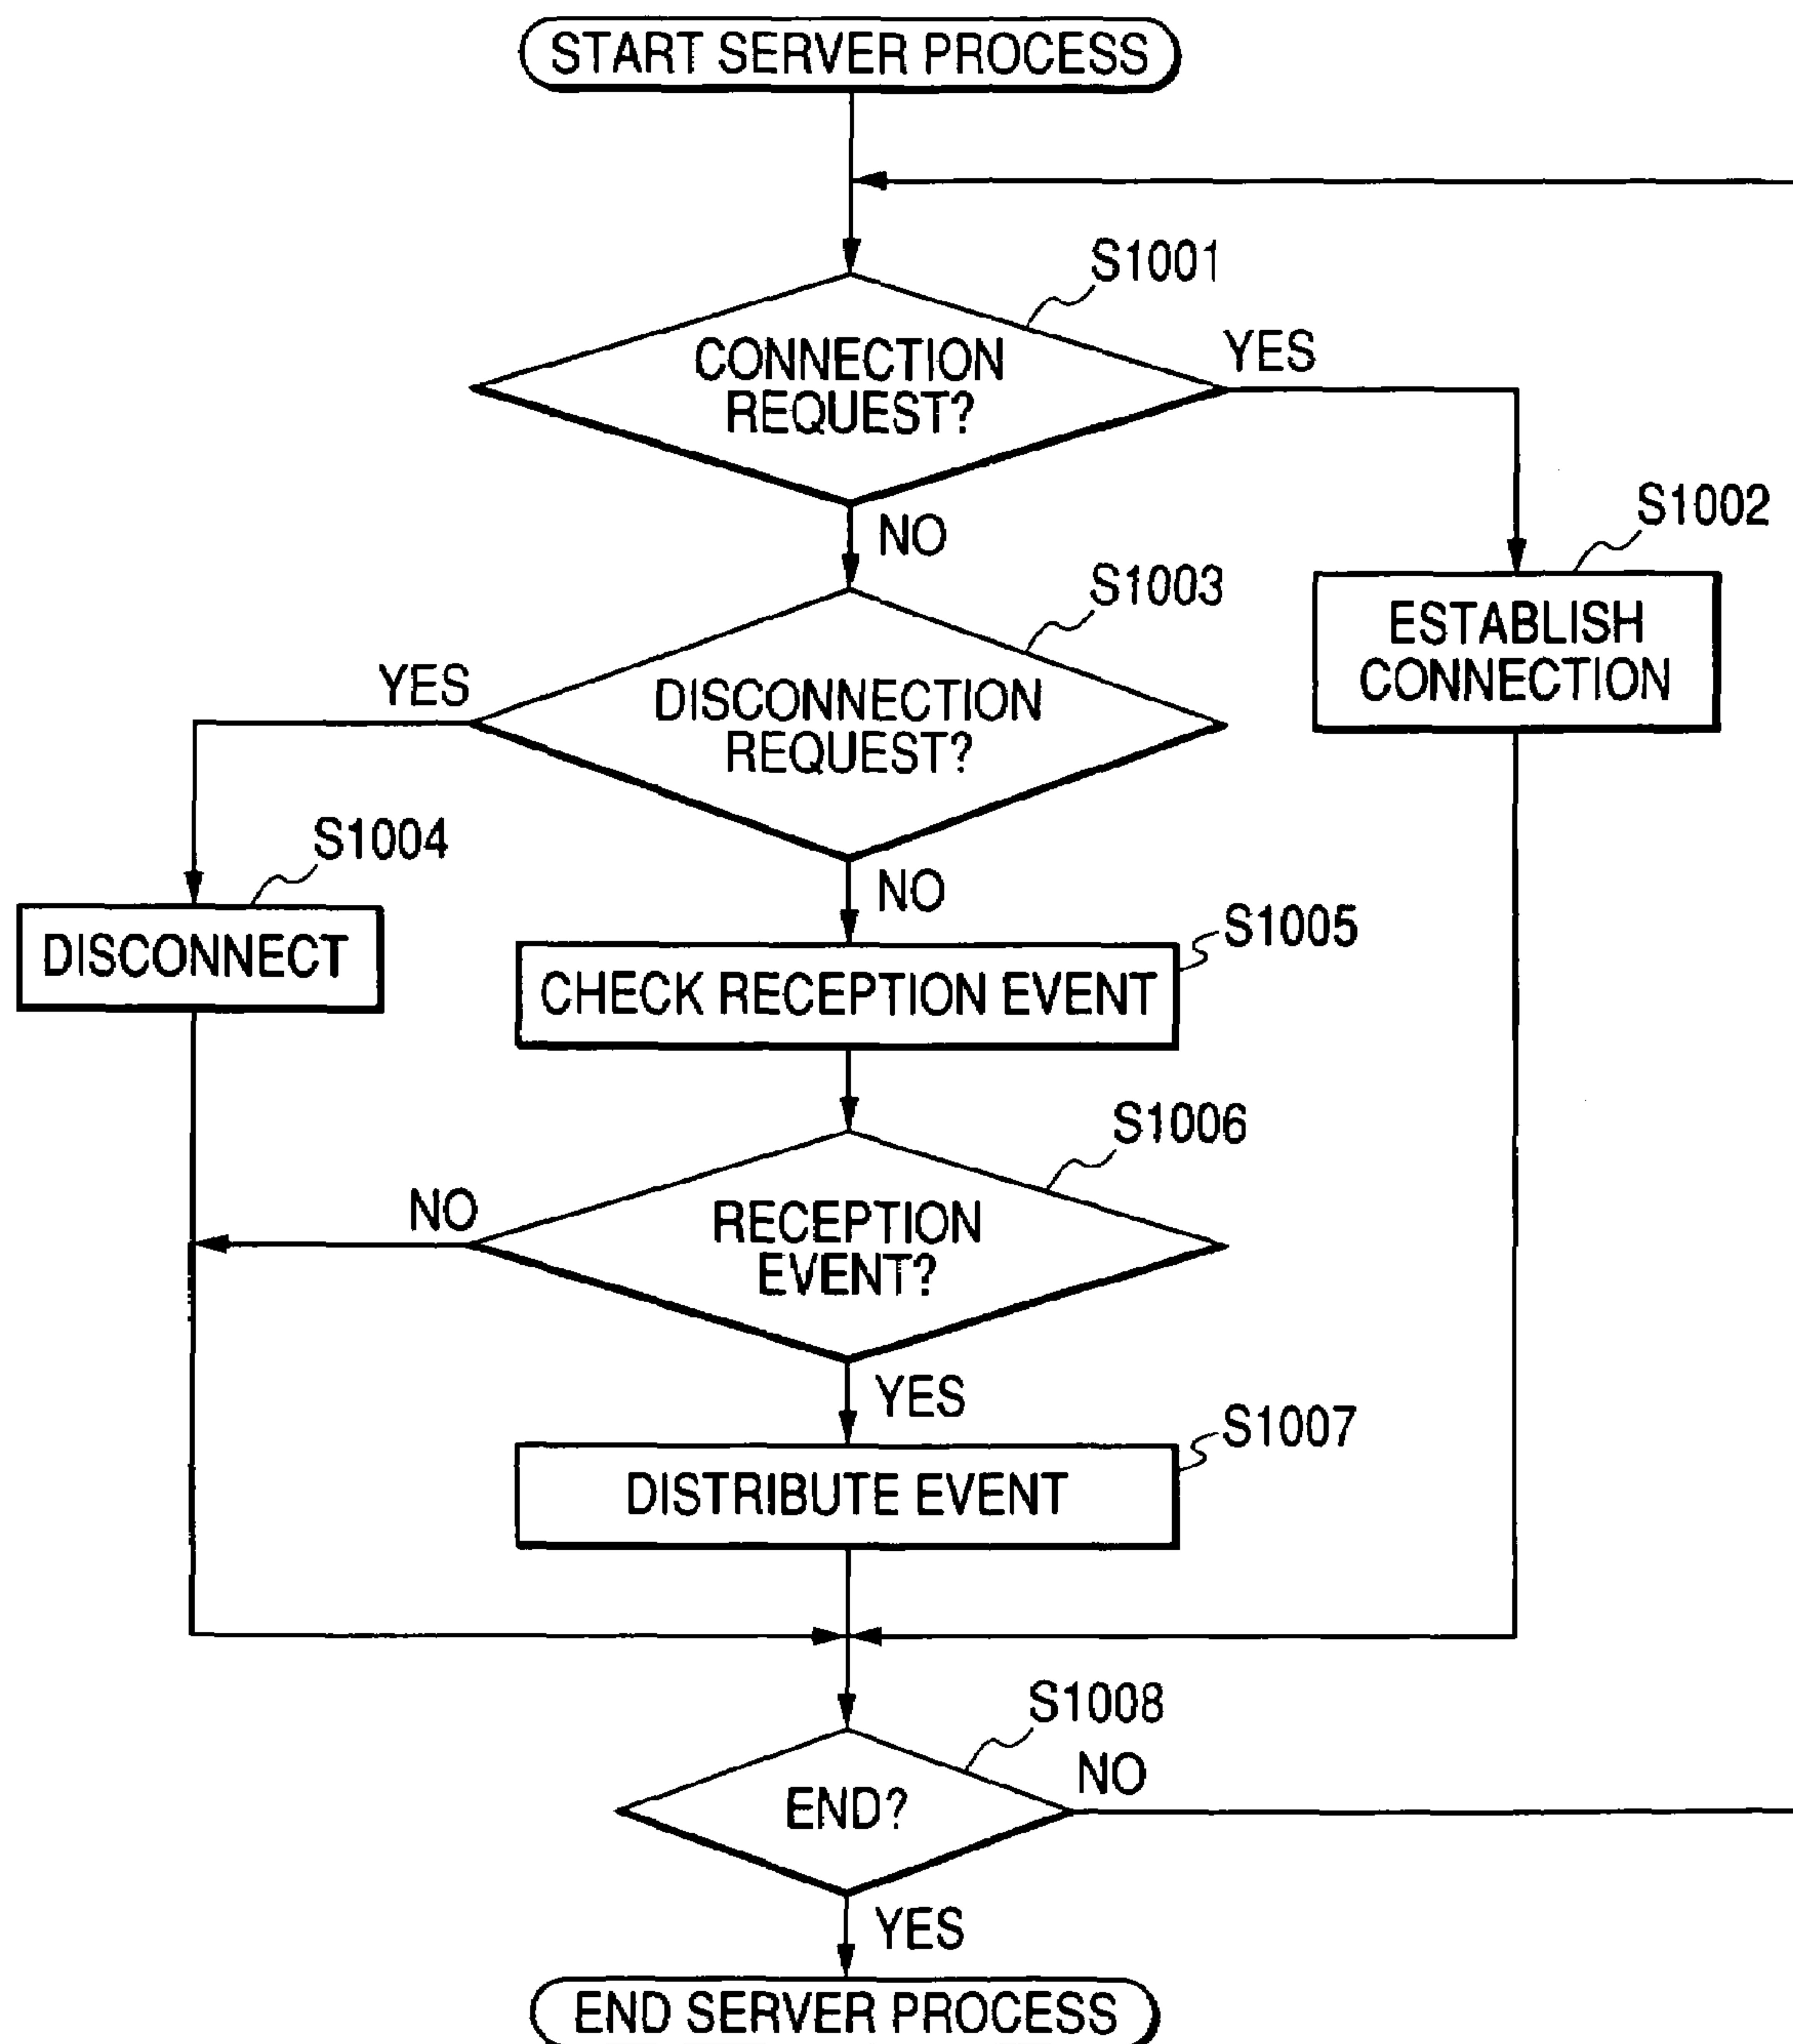 START SERVER PROCESS
S1001
CONNECTION
REQUEST?
YES
NO
S1002
ESTABLISH
CONNECTION
S1003
YES
DISCONNECTION
REQUEST?
NO
S1004
DISCONNECT
S1005
CHECK RECEPTION EVENT
S1006
NO
RECEPTION
EVENT?
YES
S1007
DISTRIBUTE EVENT
S1008
END?
NO
YES
END SERVER PROCESS